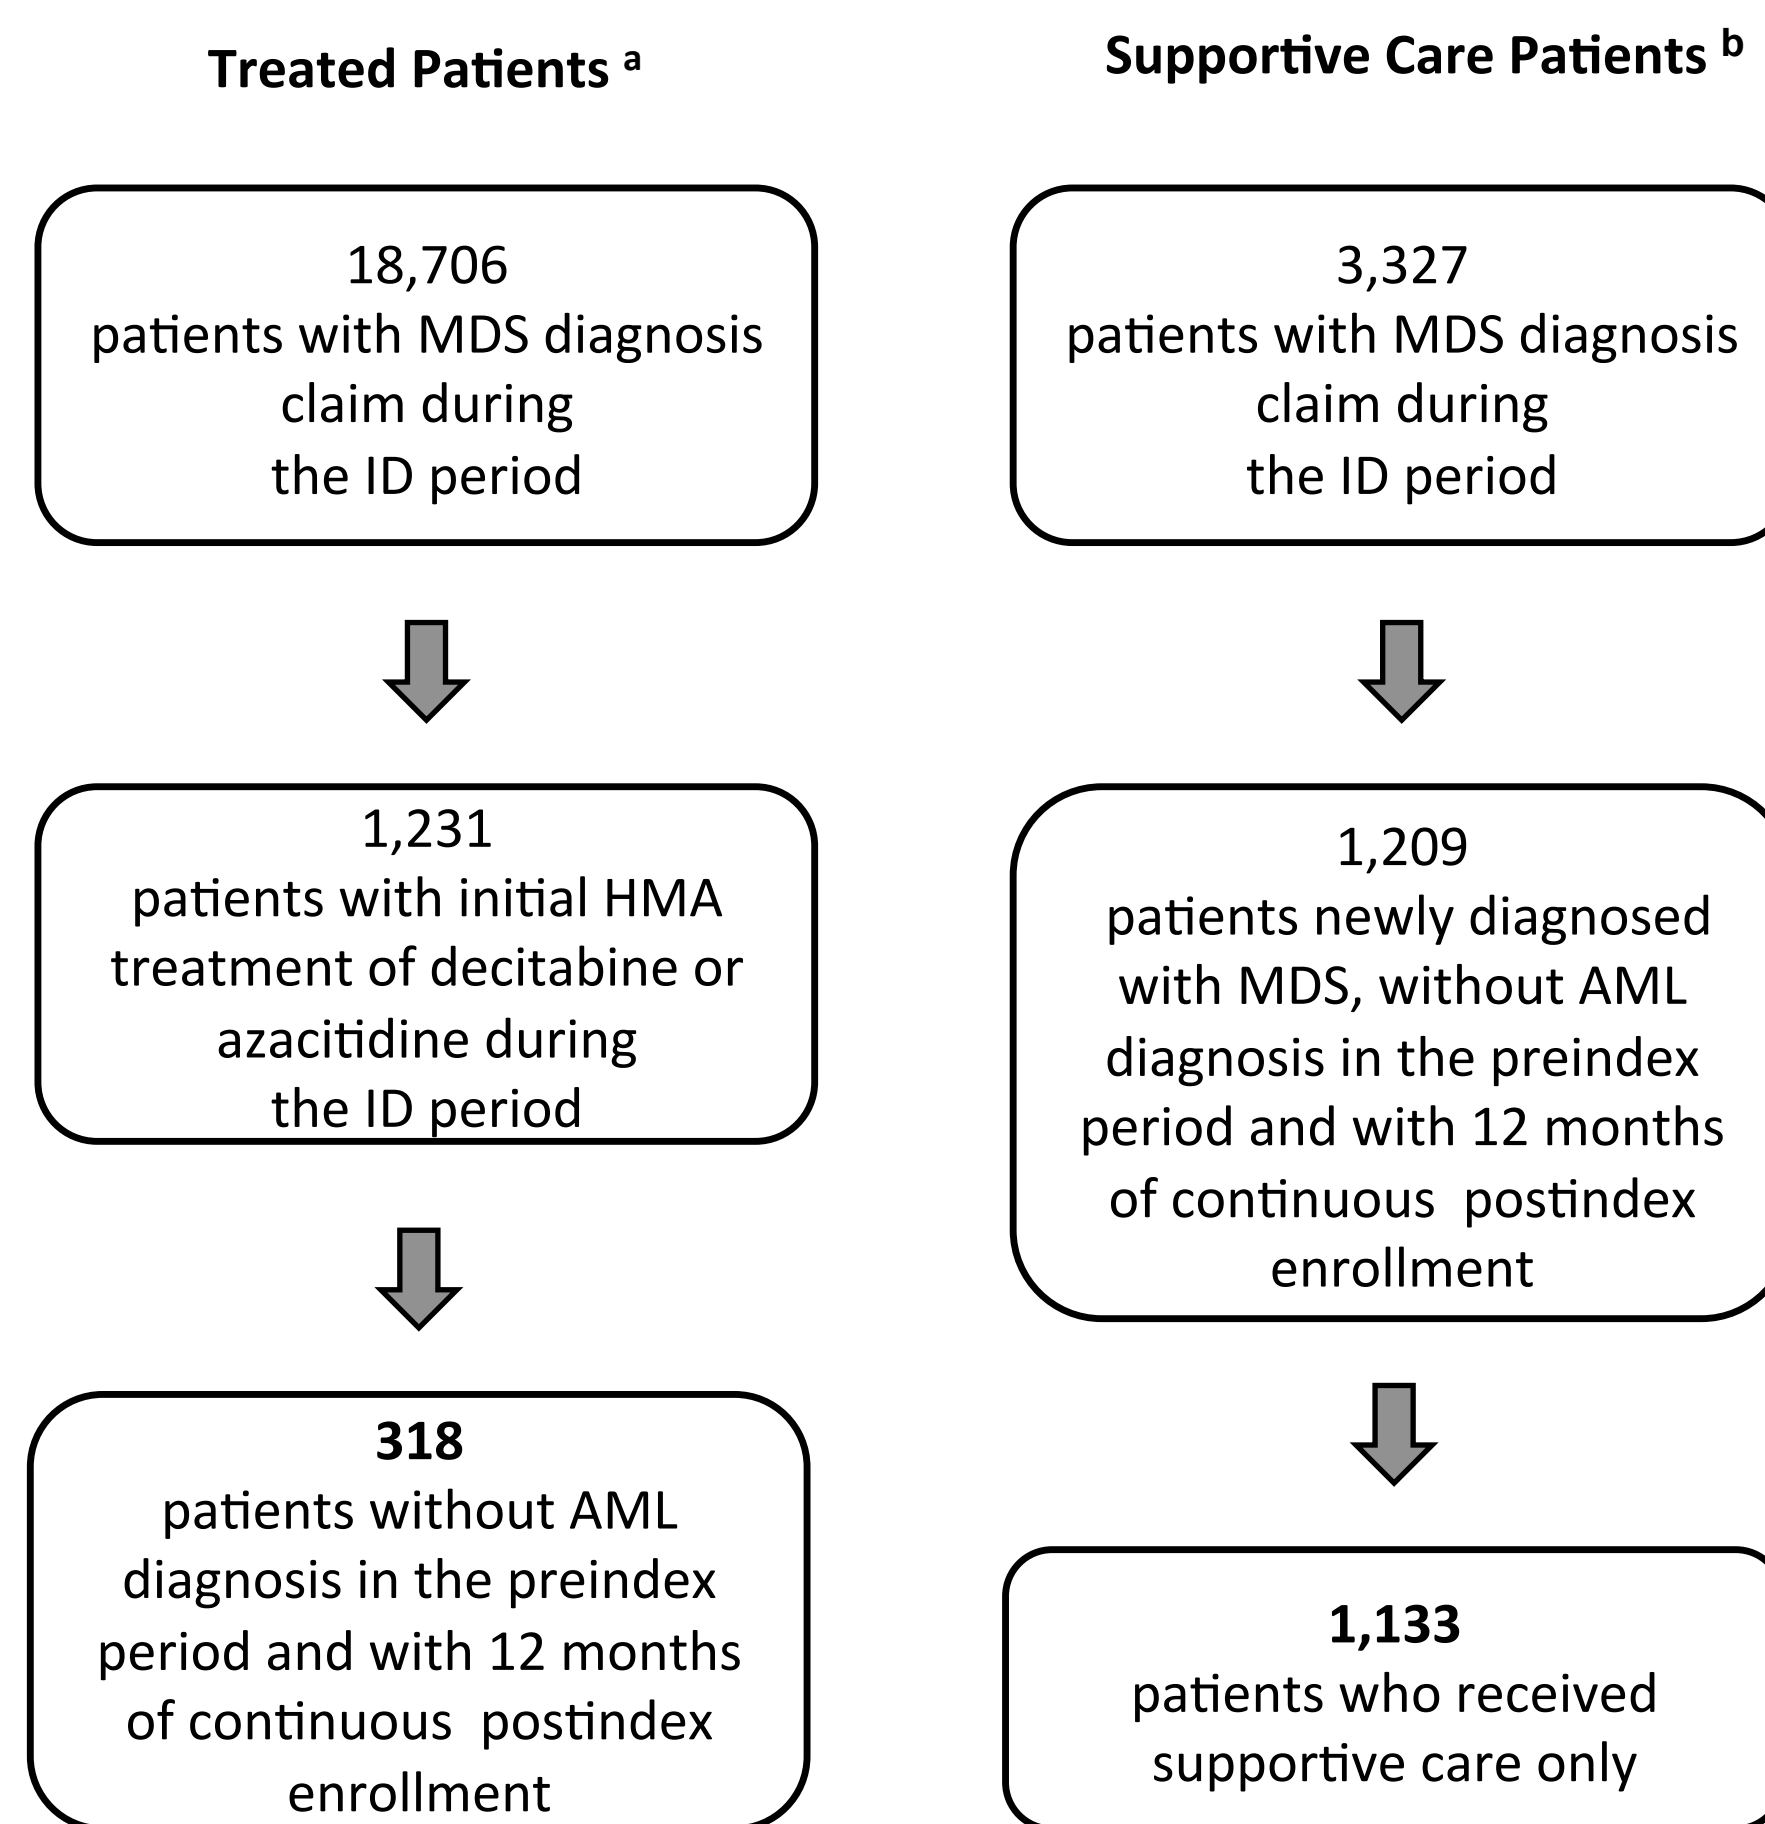 Treated Patients a
18,706
patients with MDS diagnosis
claim during
the ID period
1,231
patients with initial HMA
treatment of decitabine or
azacitidine during
the ID period
318
patients without AML
diagnosis in the preindex
period and with 12 months
of continuous  postindex
enrollment
Supportive Care Patients b
3,327
patients with MDS diagnosis
claim during
the ID period
1,209
patients newly diagnosed
with MDS, without AML
diagnosis in the preindex
period and with 12 months
of continuous  postindex
enrollment
1,133
patients who received
supportive care only